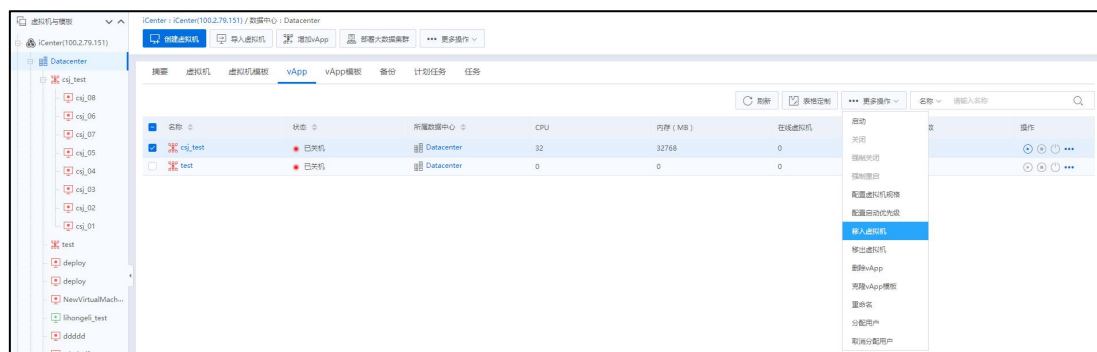 虚拟机与模板
iCenter(100.2.79.151)
Datacenter
csj_test
csj_08
csj_06
csj_07
csj_05
csj_04
csj_03
csj_02
csj_01
test
deploy
deploy
NewVirtualMach...
lihongeli_test
ddddd
iCenter : iCenter(100.2.79.151) / 数据中心 : Datacenter
创建虚拟机 导入虚拟机 增加vApp 部署大数据集群 ••• 更多操作
摘要 虚拟机 虚拟机模板 vApp vApp模板 备份 计划任务 任务
刷新 表格定制 ••• 更多操作 名称 请输入名称
名称 状态 所属数据中心 CPU 内存 (MB) 在线虚拟机 数 操作
csj_test 已关机 Datacenter 32 32768 0
test 已关机 Datacenter 0 0 0
启动
关闭
强制关闭
强制重启
配置虚拟机规格
配置启动优先级
移入虚拟机
移出虚拟机
删除vApp
克隆vApp模板
重命名
分配用户
取消分配用户